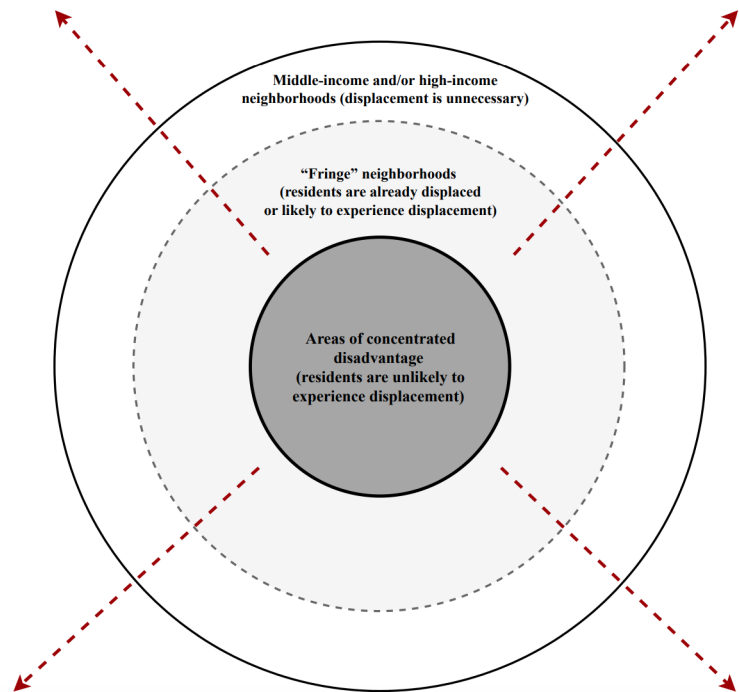 Middle-income and/or high-income
neighborhoods (displacement is unnecessary)
“Fringe” neighborhoods
(residents are already displaced
or likely to experience displacement)
Areas of concentrated
disadvantage
(residents are unlikely to
experience displacement)